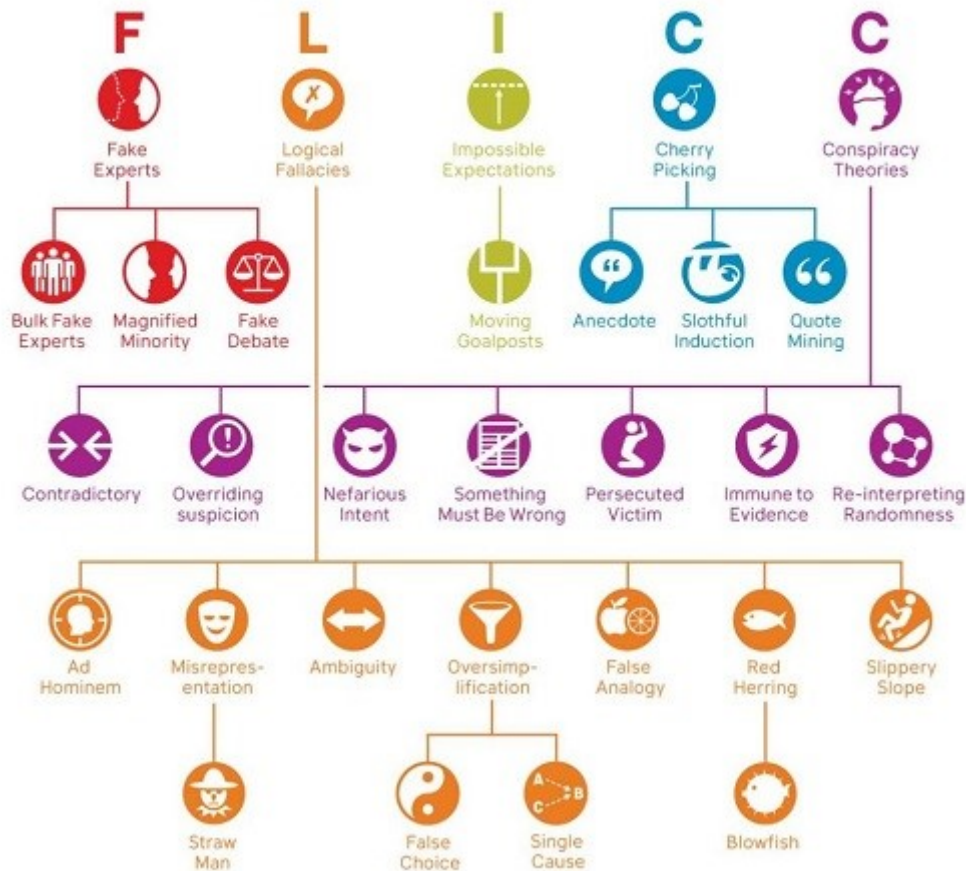 F L I C C
Fake Experts
Logical Fallacies
Impossible Expectations
Cherry Picking
Conspiracy Theories
Bulk Fake Experts
Magnified Minority
Fake Debate
Moving Goalposts
Anecdote
Slothful Induction
Quote Mining
Contradictory
Overriding suspicion
Nefarious Intent
Something Must Be Wrong
Persecuted Victim
Immune to Evidence
Re-interpreting Randomness
Ad Hominem
Misrepres-
entation
Ambiguity
Oversimp-
lification
False Analogy
Red Herring
Slippery Slope
Straw Man
False Choice
A
B
C
Single Cause
Blowfish